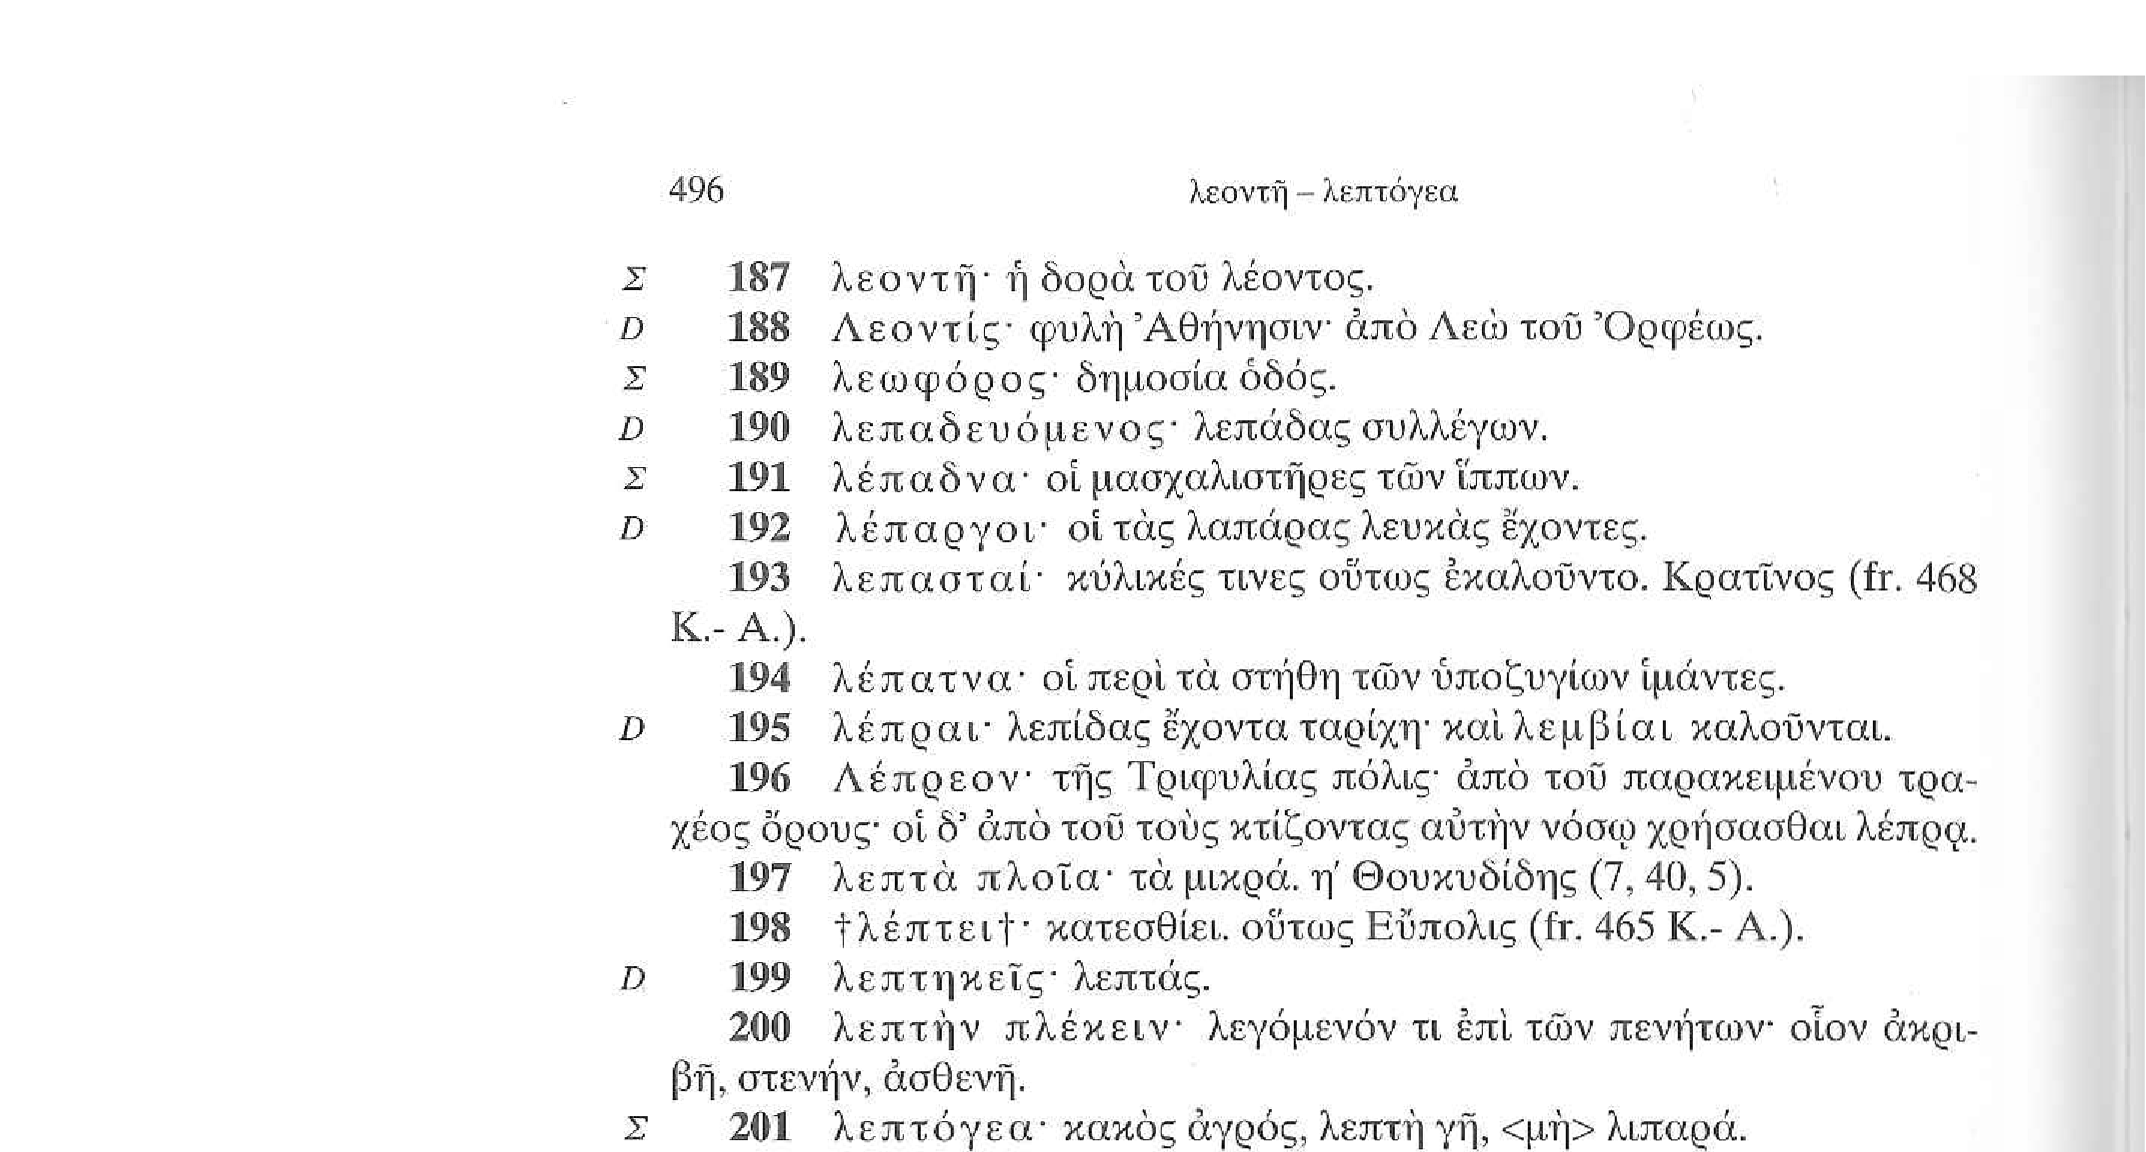 496 λεοντῆ – λεπτόγεα
Σ 187 λεοντῆ· ἡ δορὰ τοῦ λέοντος.
D 188 Λεοντίς· φυλὴ Ἀθήνησιν· ἀπὸ Λεὼ τοῦ Ὀρφέως.
Σ 189 λεωφόρος· δημοσία ὁδός.
D 190 λεπαδευόμενος· λεπάδας συλλέγων.
Σ 191 λέπαδνα· οἱ μασχαλιστῆρες τῶν ἵππων.
D 192 λέπαργοι· οἱ τὰς λαπάρας λευκὰς ἔχοντες.
193 λεπασταί· κύλικές τινες οὕτως ἐκαλοῦντο. Κρατῖνος (fr. 468
K.- A.).
194 λέπατνα· οἱ περὶ τὰ στήθη τῶν ὑποζυγίων ἱμάντες.
D 195 λέπραι· λεπίδας ἔχοντα ταρίχη· καὶ λεμβίαι καλοῦνται.
196 Λέπρεον· τῆς Τριφυλίας πόλις· ἀπὸ τοῦ παρακειμένου τρα-
χέος ὄρους· οἱ δ’ ἀπὸ τοῦ τοὺς κτίζοντας αὐτὴν νόσῳ χρήσασθαι λέπρᾳ.
197 λεπτὰ πλοῖα· τὰ μικρά. η′ Θουκυδίδης (7, 40, 5).
198 †λέπτει†· κατεσθίει. οὕτως Εὔπολις (fr. 465 K.- A.).
D 199 λεπτηκεῖς· λεπτάς.
200 λεπτὴν πλέκειν· λεγόμενόν τι ἐπὶ τῶν πενήτων· οἷον ἀκρι-
βῆ, στενήν, ἀσθενῆ.
Σ 201 λεπτόγεα· κακὸς ἀγρός, λεπτὴ γῆ, <μὴ> λιπαρά.